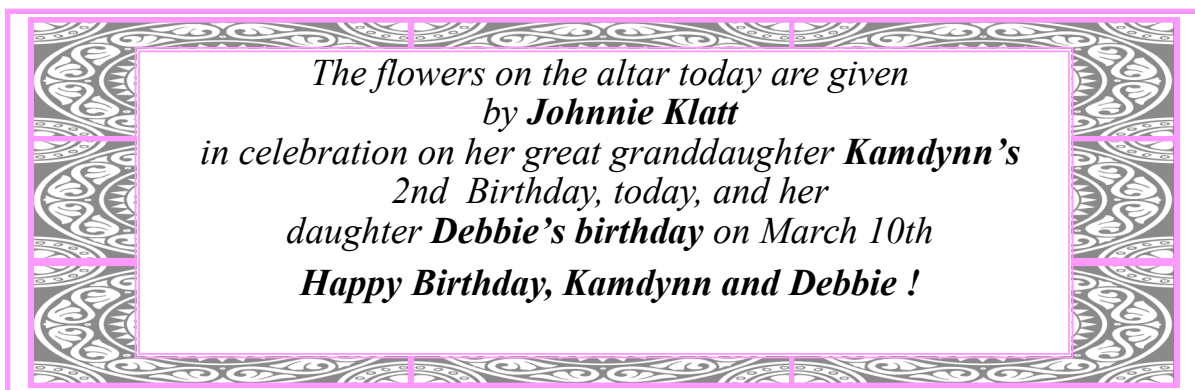 The flowers on the altar today are given
by Johnnie Klatt
in celebration on her great granddaughter Kamdynn’s
2nd  Birthday, today, and her
daughter Debbie’s birthday on March 10th
Happy Birthday, Kamdynn and Debbie !